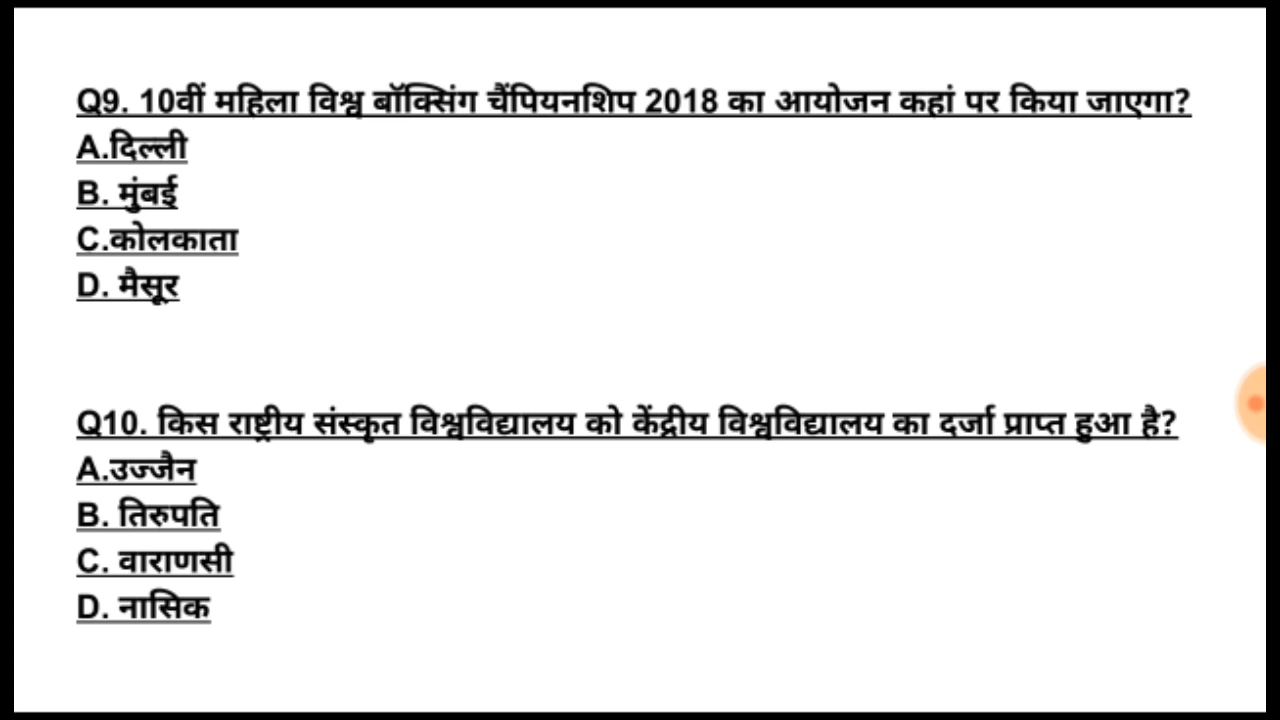 Q9. 10वीं महिला विश्व बॉक्सिंग चैंपियनशिप 2018 का आयोजन कहां पर किया जाएगा?
A.दिल्ली
B. मुंबई
C.कोलकाता
D. मैसूर
Q10. किस राष्ट्रीय संस्कृत विश्वविद्यालय को केंद्रीय विश्वविद्यालय का दर्जा प्राप्त हुआ है?
A.उज्जैन
B. तिरुपति
C. वाराणसी
D. नासिक